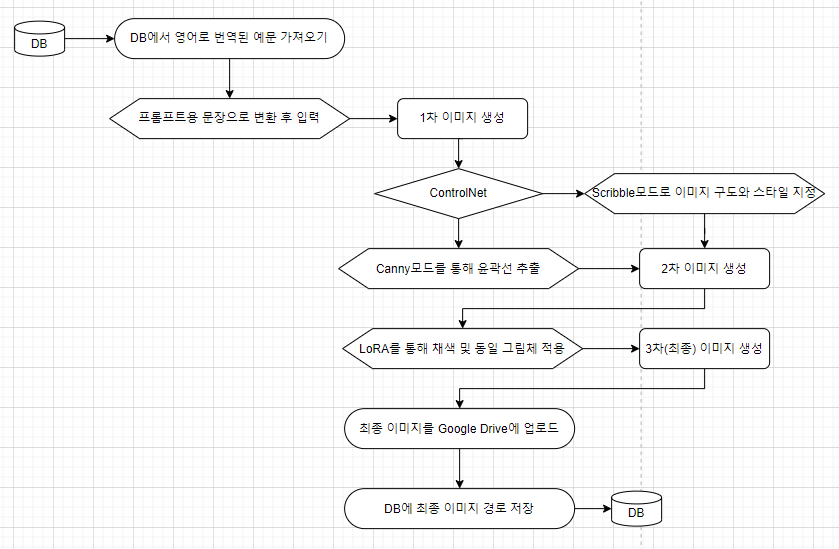 DB
DB에서 영어로 번역된 예문 가져오기
프롬프트용 문장으로 변환 후 입력
1차 이미지 생성
ControlNet
Scribble모드로 이미지 구도와 스타일 지정
Canny모드를 통해 윤곽선 추출
2차 이미지 생성
LoRA를 통해 채색 및 동일 그림체 적용
3차(최종) 이미지 생성
최종 이미지를 Google Drive에 업로드
DB에 최종 이미지 경로 저장
DB